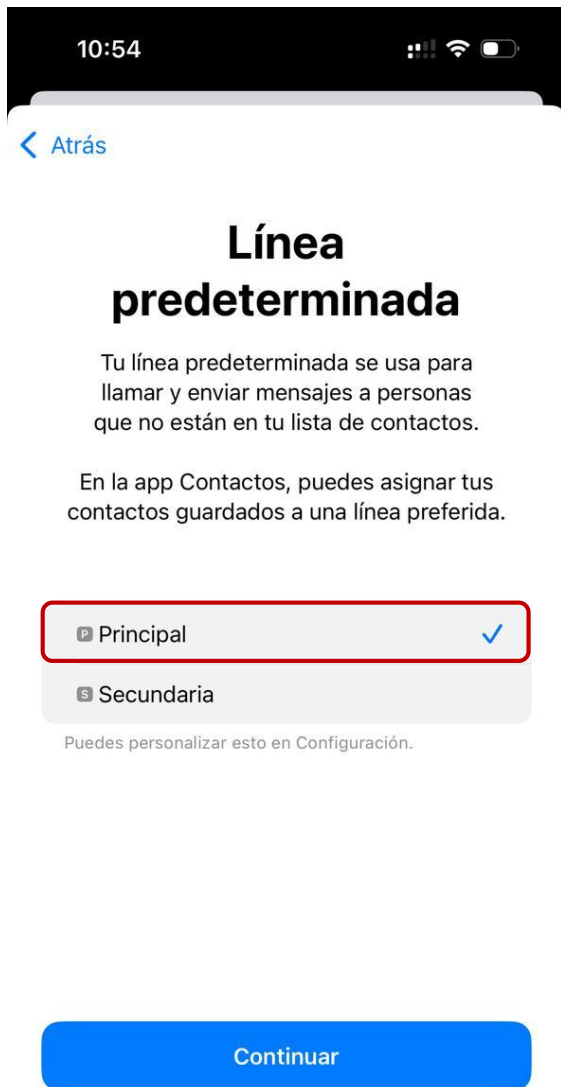 10:54
Atrás
Línea
predeterminada
Tu línea predeterminada se usa para
llamar y enviar mensajes a personas
que no están en tu lista de contactos.
En la app Contactos, puedes asignar tus
contactos guardados a una línea preferida.
P Principal
S Secundaria
Puedes personalizar esto en Configuración.
Continuar